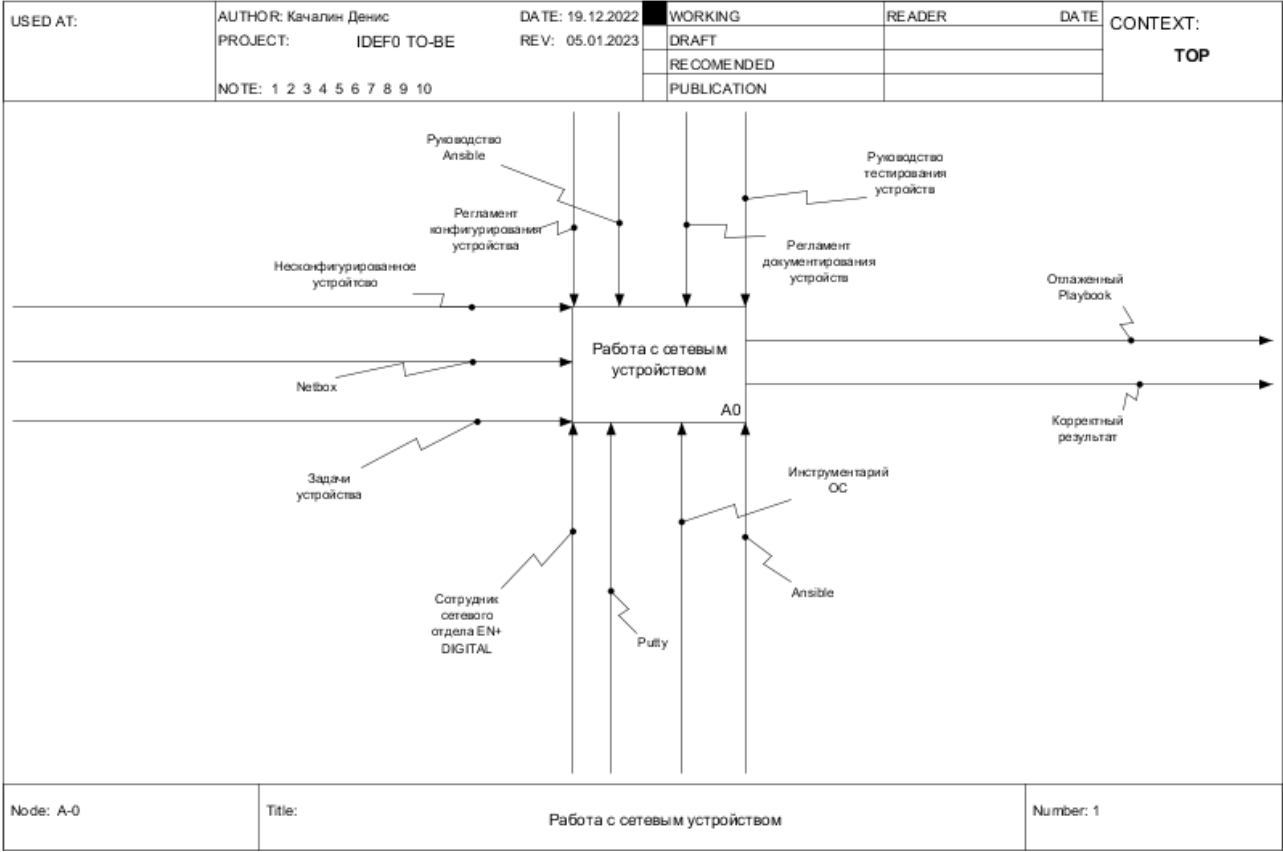 USED AT:
AUTHOR: Качалин Денис
DATE: 19.12.2022
PROJECT: IDEF0 TO-BE
REV: 05.01.2023
NOTE: 1 2 3 4 5 6 7 8 9 10
WORKING
DRAFT
RECOMENDED
PUBLICATION
READER
DATE
CONTEXT:
TOP
Руководство
Ansible
Руководство
тестирования
устройств
Регламент
конфигурирования
устройства
Регламент
документирования
устройств
Несконфигурированное
устройтсво
Отлаженный
Playbook
Работа с сетевым
устройством
A0
Netbox
Корректный
результат
Задачи
устройства
Инструментарий
ОС
Ansible
Сотрудник
сетевого
отдела EN+
DIGITAL
Putty
Node: A-0
Title:
Работа с сетевым устройством
Number: 1